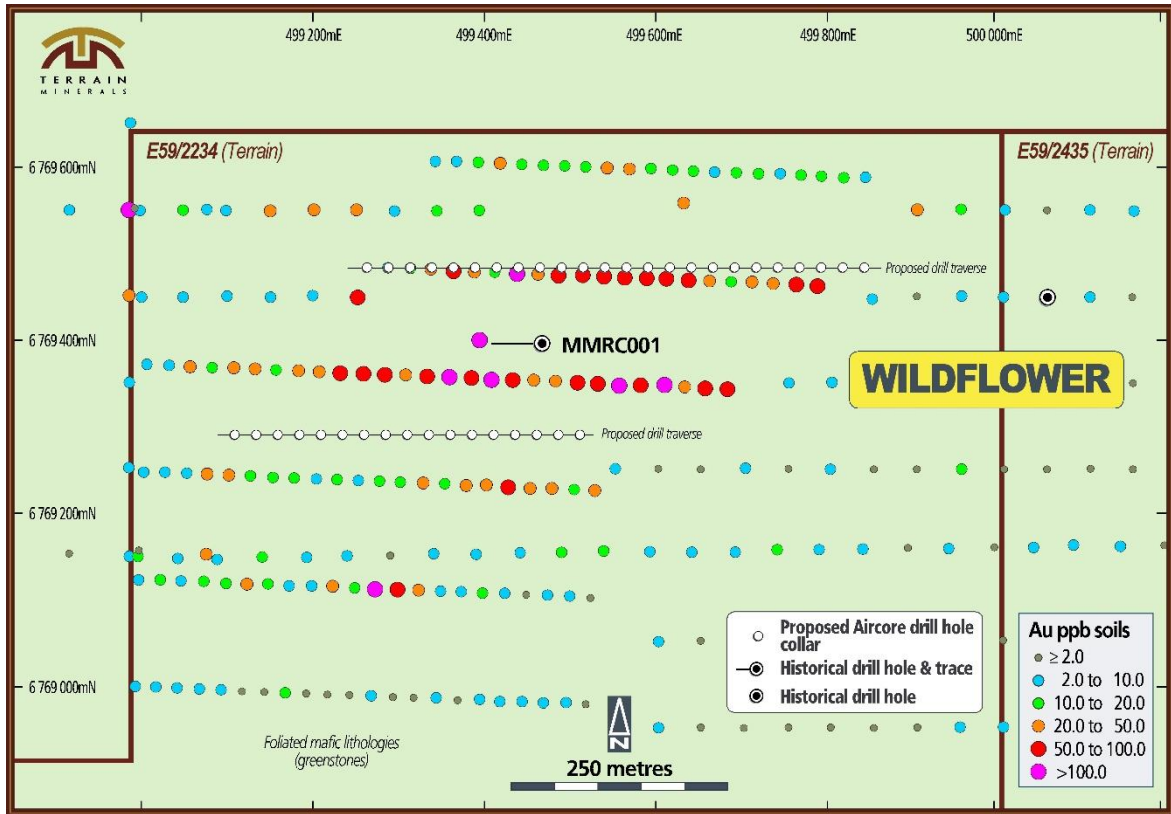 TERRAIN
MINERALS
499 200mE
499 400mE
499 600mE
499 800mE
500 000mE
E59/2234 (Terrain)
E59/2435 (Terrain)
6 769 600mN
Proposed drill traverse
6 769 400mN
MMRC001
WILDFLOWER
Proposed drill traverse
6 769 200mN
6 769 000mN
Foliated mafic lithologies
(greenstones)
N
250 metres
Proposed Aircore drill hole
collar
Historical drill hole & trace
Historical drill hole
Au ppb soils
≥ 2.0
2.0 to 10.0
10.0 to 20.0
20.0 to 50.0
50.0 to 100.0
>100.0